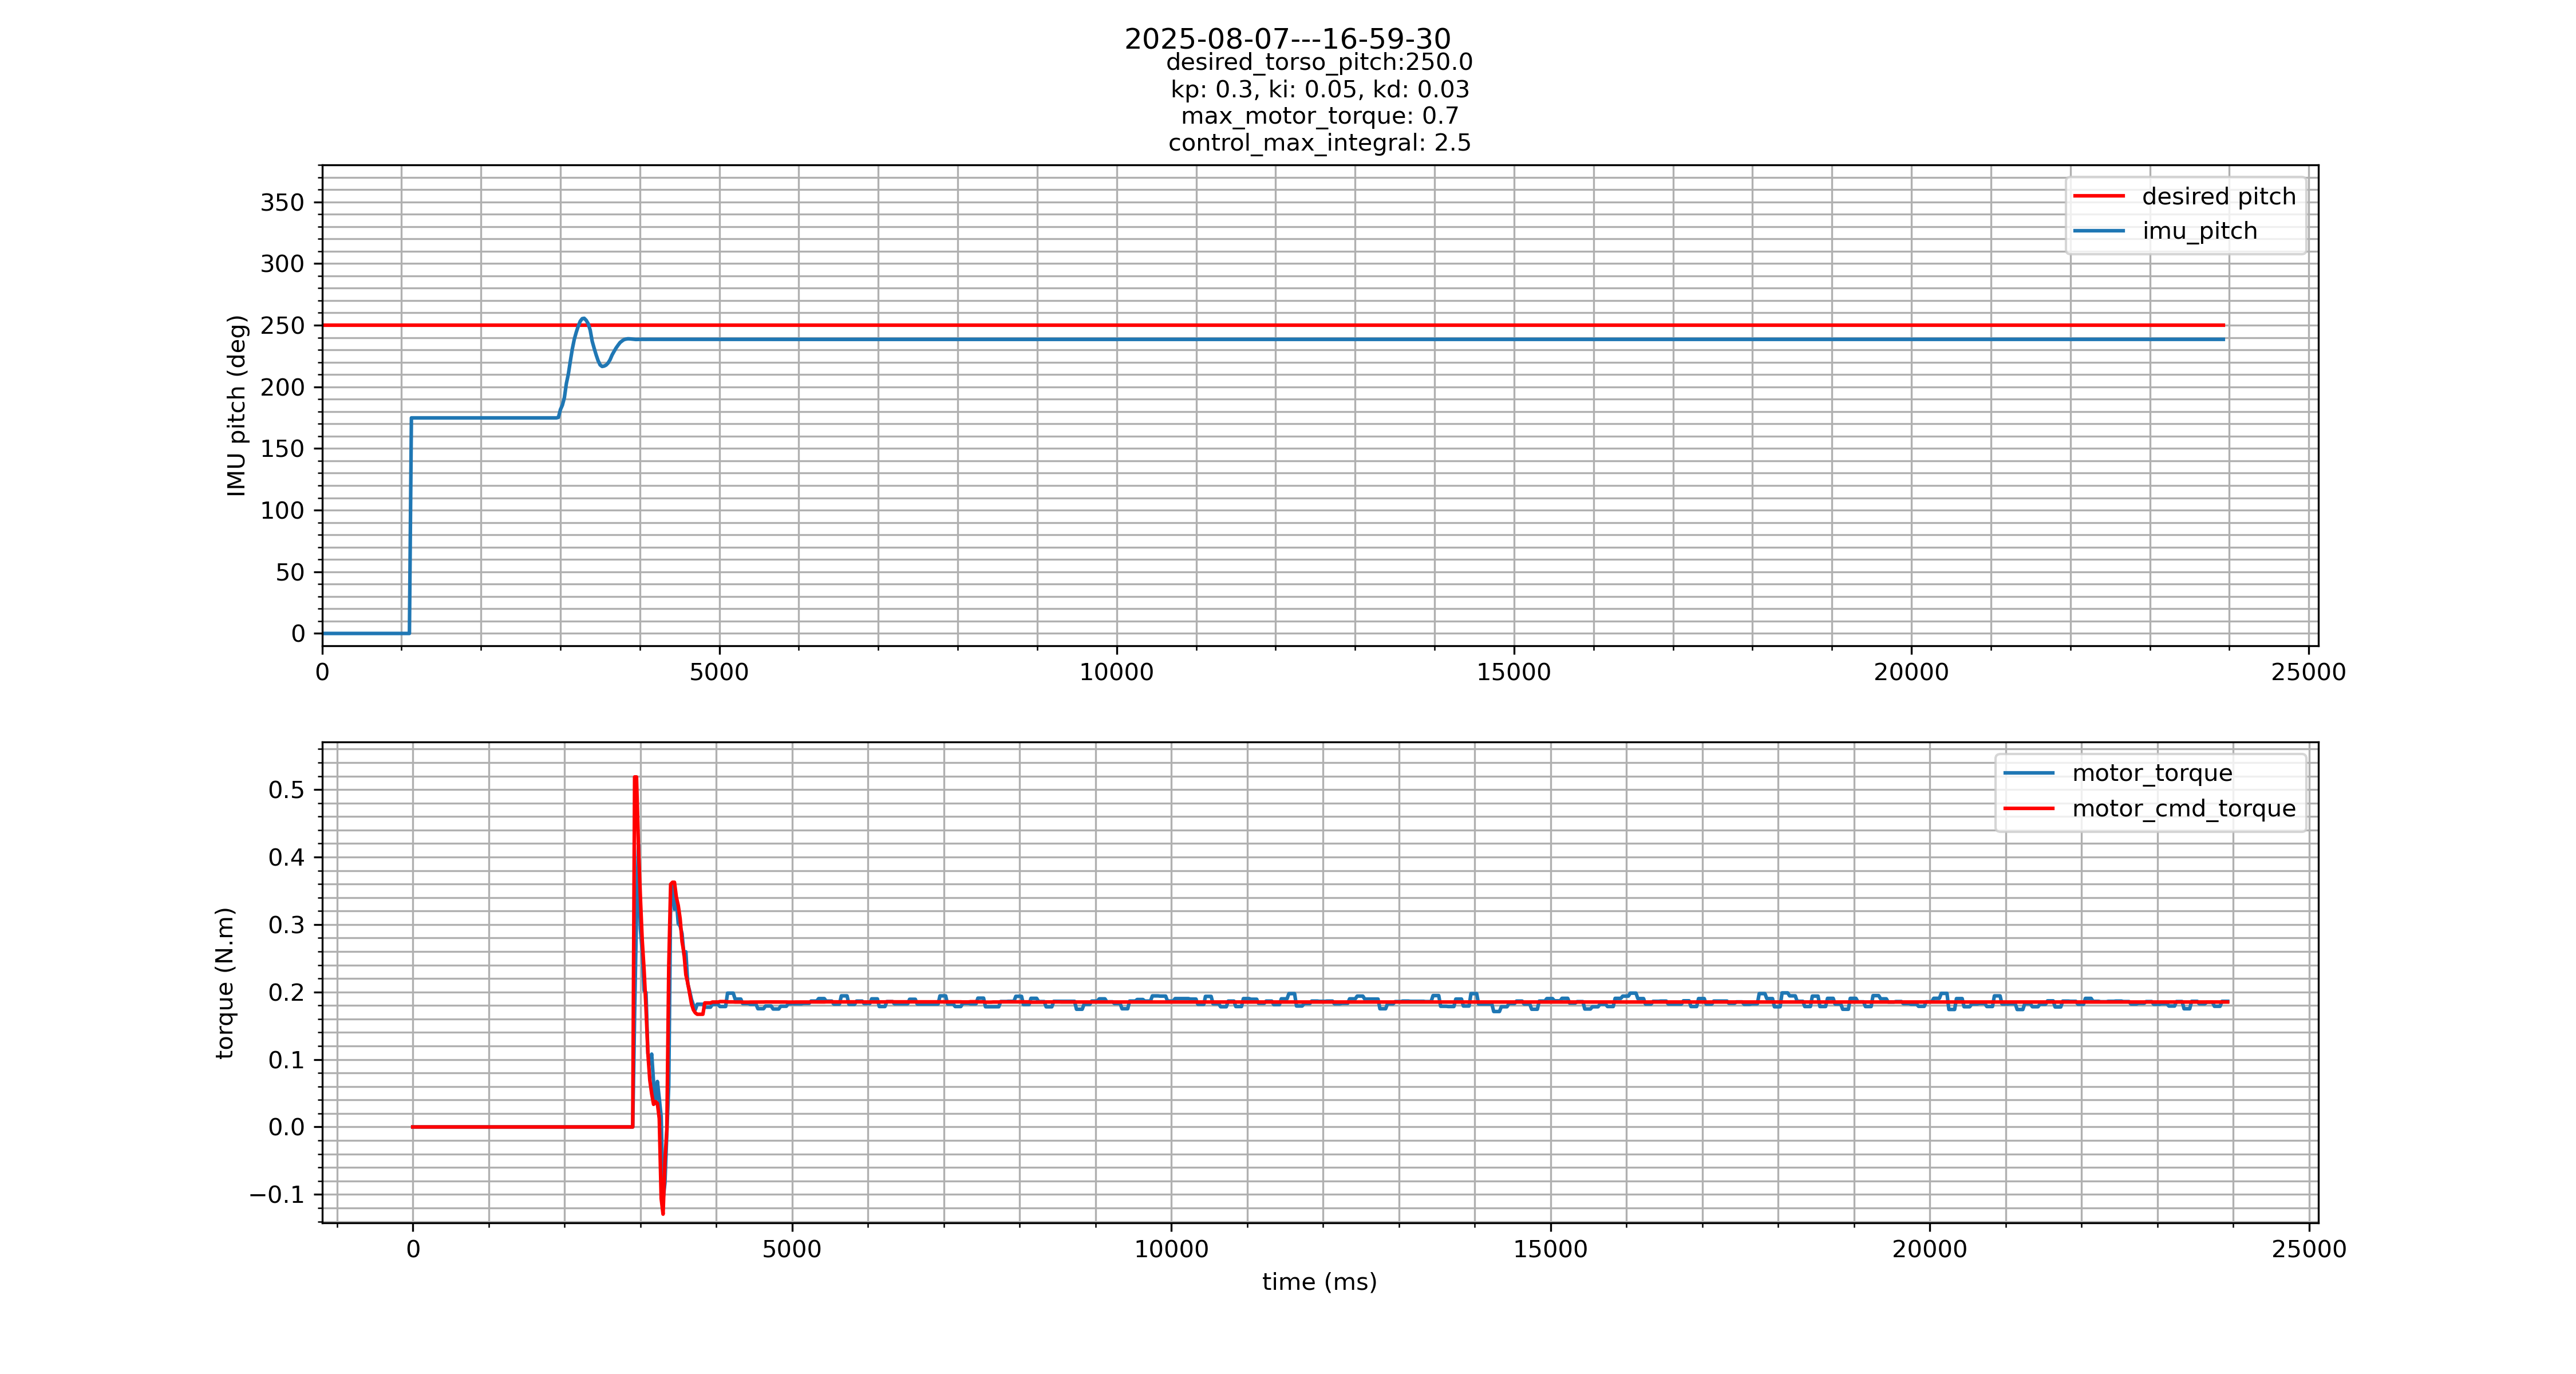 2025-08-07---16-59-30
desired_torso_pitch:250.0
kp: 0.3, ki: 0.05, kd: 0.03
max_motor_torque: 0.7
control_max_integral: 2.5
350
300
250
200
150
100
50
0
IMU pitch (deg)
desired pitch
imu_pitch
0 5000 10000 15000 20000 25000
0.5
0.4
0.3
0.2
0.1
0.0
−0.1
torque (N.m)
motor_torque
motor_cmd_torque
0 5000 10000 15000 20000 25000
time (ms)